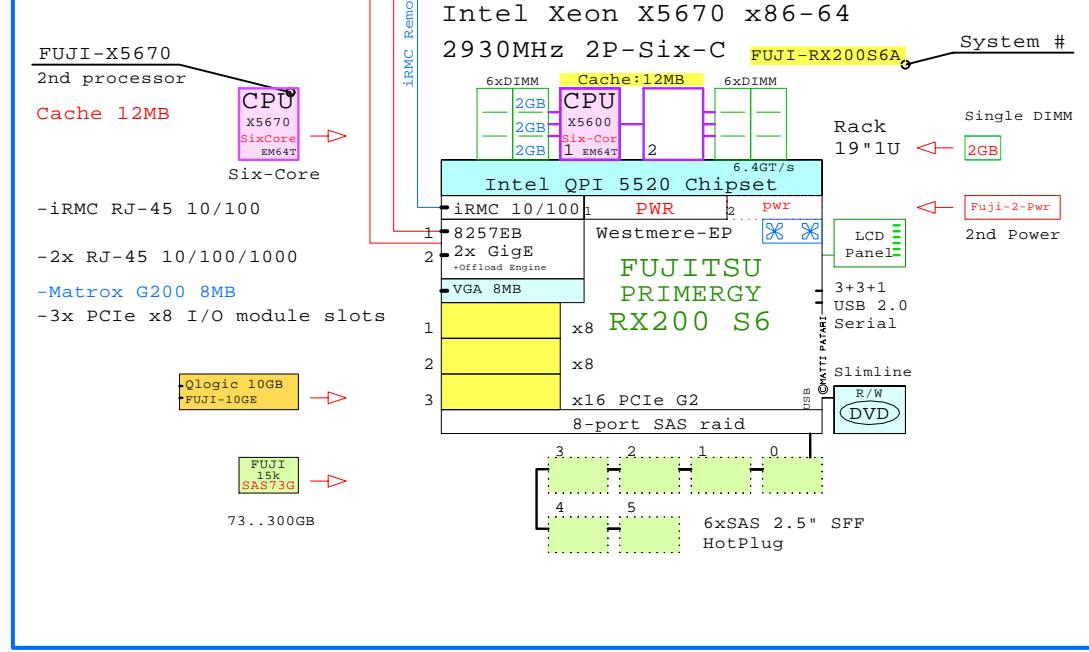 Intel Xeon X5670 x86-64
2930MHz 2P-Six-C
FUJI-RX200S6A
System #
FUJI-X5670
2nd processor
Cache 12MB
CPU
X5670
SixCore
EM64T
Six-Core
iRMC Remo
6xDIMM
Cache:12MB
6xDIMM
2GB
2GB
2GB
CPU
X5600
Six-Cor
1 EM64T
2
Rack
19"1U
Single DIMM
2GB
6.4GT/s
Intel QPI 5520 Chipset
-iRMC RJ-45 10/100
iRMC 10/100
1 PWR
2 pwr
Fuji-2-Pwr
2nd Power
1 8257EB
2 2x GigE
+Offload Engine
Westmere-EP
LCD
Panel
-2x RJ-45 10/100/1000
FUJITSU
PRIMERGY
RX200 S6
-Matrox G200 8MB
VGA 8MB
3+3+1
USB 2.0
Serial
-3x PCIe x8 I/O module slots
1 x8
2 x8
3 x16 PCIe G2
©MATTI PATARI
USB
Slimline
R/W
DVD
Qlogic 10GB
FUJI-10GE
8-port SAS raid
FUJI
15k
SAS73G
73..300GB
3 2 1 0
4 5
6xSAS 2.5" SFF
HotPlug